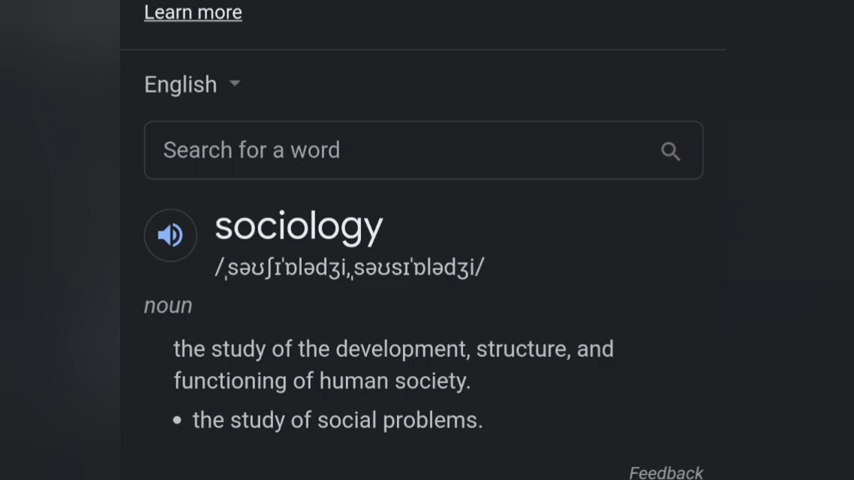 Learn more
English
Search for a word
sociology
/ˌsəʊʃɪˈɒlədʒi,ˌsəʊsɪˈɒlədʒi/
noun
the study of the development, structure, and
functioning of human society.
• the study of social problems.
Feedback